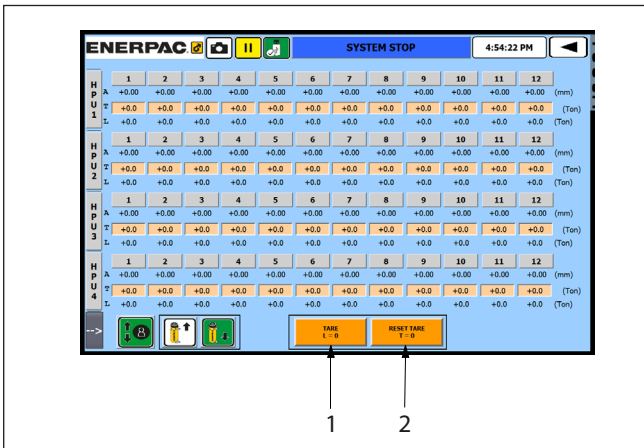 ENERPAC. SYSTEM STOP 4:54:22 PM
HPU1
1 2 3 4 5 6 7 8 9 10 11 12
A +0.00 +0.00 +0.00 +0.00 +0.00 +0.00 +0.00 +0.00 +0.00 +0.00 +0.00 +0.00 (mm)
T +0.0 +0.0 +0.0 +0.0 +0.0 +0.0 +0.0 +0.0 +0.0 +0.0 +0.0 +0.0 (Ton)
L +0.0 +0.0 +0.0 +0.0 +0.0 +0.0 +0.0 +0.0 +0.0 +0.0 +0.0 +0.0 (Ton)
HPU2
1 2 3 4 5 6 7 8 9 10 11 12
A +0.00 +0.00 +0.00 +0.00 +0.00 +0.00 +0.00 +0.00 +0.00 +0.00 +0.00 +0.00 (mm)
T +0.0 +0.0 +0.0 +0.0 +0.0 +0.0 +0.0 +0.0 +0.0 +0.0 +0.0 +0.0 (Ton)
L +0.0 +0.0 +0.0 +0.0 +0.0 +0.0 +0.0 +0.0 +0.0 +0.0 +0.0 +0.0 (Ton)
HPU3
1 2 3 4 5 6 7 8 9 10 11 12
A +0.00 +0.00 +0.00 +0.00 +0.00 +0.00 +0.00 +0.00 +0.00 +0.00 +0.00 +0.00 (mm)
T +0.0 +0.0 +0.0 +0.0 +0.0 +0.0 +0.0 +0.0 +0.0 +0.0 +0.0 +0.0 (Ton)
L +0.0 +0.0 +0.0 +0.0 +0.0 +0.0 +0.0 +0.0 +0.0 +0.0 +0.0 +0.0 (Ton)
HPU4
1 2 3 4 5 6 7 8 9 10 11 12
A +0.00 +0.00 +0.00 +0.00 +0.00 +0.00 +0.00 +0.00 +0.00 +0.00 +0.00 +0.00 (mm)
T +0.0 +0.0 +0.0 +0.0 +0.0 +0.0 +0.0 +0.0 +0.0 +0.0 +0.0 +0.0 (Ton)
L +0.0 +0.0 +0.0 +0.0 +0.0 +0.0 +0.0 +0.0 +0.0 +0.0 +0.0 +0.0 (Ton)
--> 8
TARE
L = 0
RESET TARE
T = 0
1 2